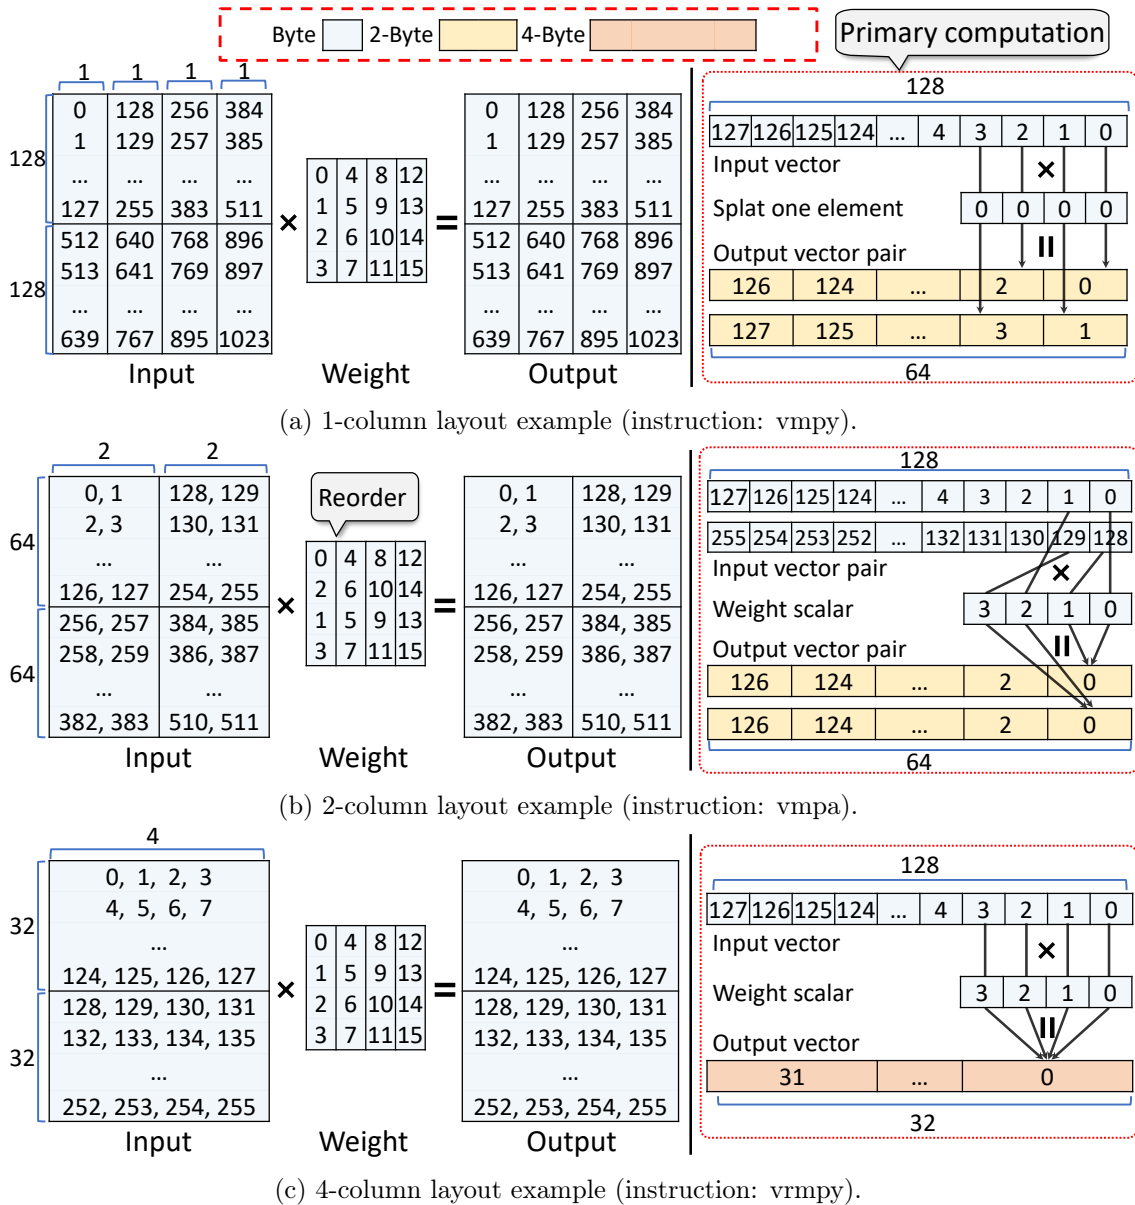 Byte 2-Byte 4-Byte
Primary computation
1 1 1 1
128
128
0 128 256 384
1 129 257 385
... ... ... ...
127 255 383 511
512 640 768 896
513 641 769 897
... ... ... ...
639 767 895 1023
Input
×
0 4 8 12
1 5 9 13
2 6 10 14
3 7 11 15
Weight
=
0 128 256 384
1 129 257 385
... ... ... ...
127 255 383 511
512 640 768 896
513 641 769 897
... ... ... ...
639 767 895 1023
Output
128
127 126 125 124 ... 4 3 2 1 0
Input vector ×
Splat one element 0 0 0 0
Output vector pair =
126 124 ... 2 0
127 125 ... 3 1
64
(a) 1-column layout example (instruction: vmpy).
2 2
64
64
0, 1 128, 129
2, 3 130, 131
... ...
126, 127 254, 255
256, 257 384, 385
258, 259 386, 387
... ...
382, 383 510, 511
Input
×
Reorder
0 4 8 12
2 6 10 14
1 5 9 13
3 7 11 15
Weight
=
0, 1 128, 129
2, 3 130, 131
... ...
126, 127 254, 255
256, 257 384, 385
258, 259 386, 387
... ...
382, 383 510, 511
Output
128
127 126 125 124 ... 4 3 2 1 0
255 254 253 252 ... 132 131 130 129 128
Input vector pair ×
Weight scalar 3 2 1 0
Output vector pair =
126 124 ... 2 0
126 124 ... 2 0
64
(b) 2-column layout example (instruction: vmpa).
4
32
32
0, 1, 2, 3
4, 5, 6, 7
...
124, 125, 126, 127
128, 129, 130, 131
132, 133, 134, 135
...
252, 253, 254, 255
Input
×
0 4 8 12
1 5 9 13
2 6 10 14
3 7 11 15
Weight
=
0, 1, 2, 3
4, 5, 6, 7
...
124, 125, 126, 127
128, 129, 130, 131
132, 133, 134, 135
...
252, 253, 254, 255
Output
128
127 126 125 124 ... 4 3 2 1 0
Input vector ×
Weight scalar 3 2 1 0
Output vector =
31 ... 0
32
(c) 4-column layout example (instruction: vrmpy).